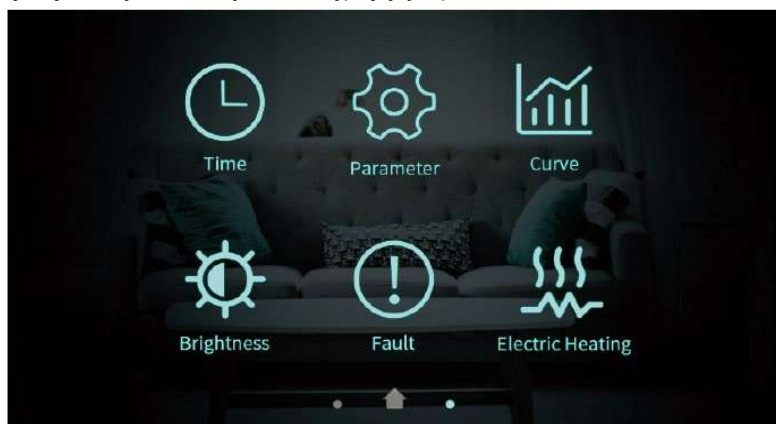 Time
Parameter
Curve
Brightness
Fault
Electric Heating